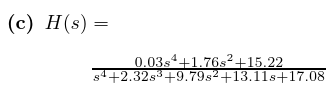 (c) H(s) =
\frac{0.03s^4+1.76s^2+15.22}{s^4+2.32s^3+9.79s^2+13.11s+17.08}